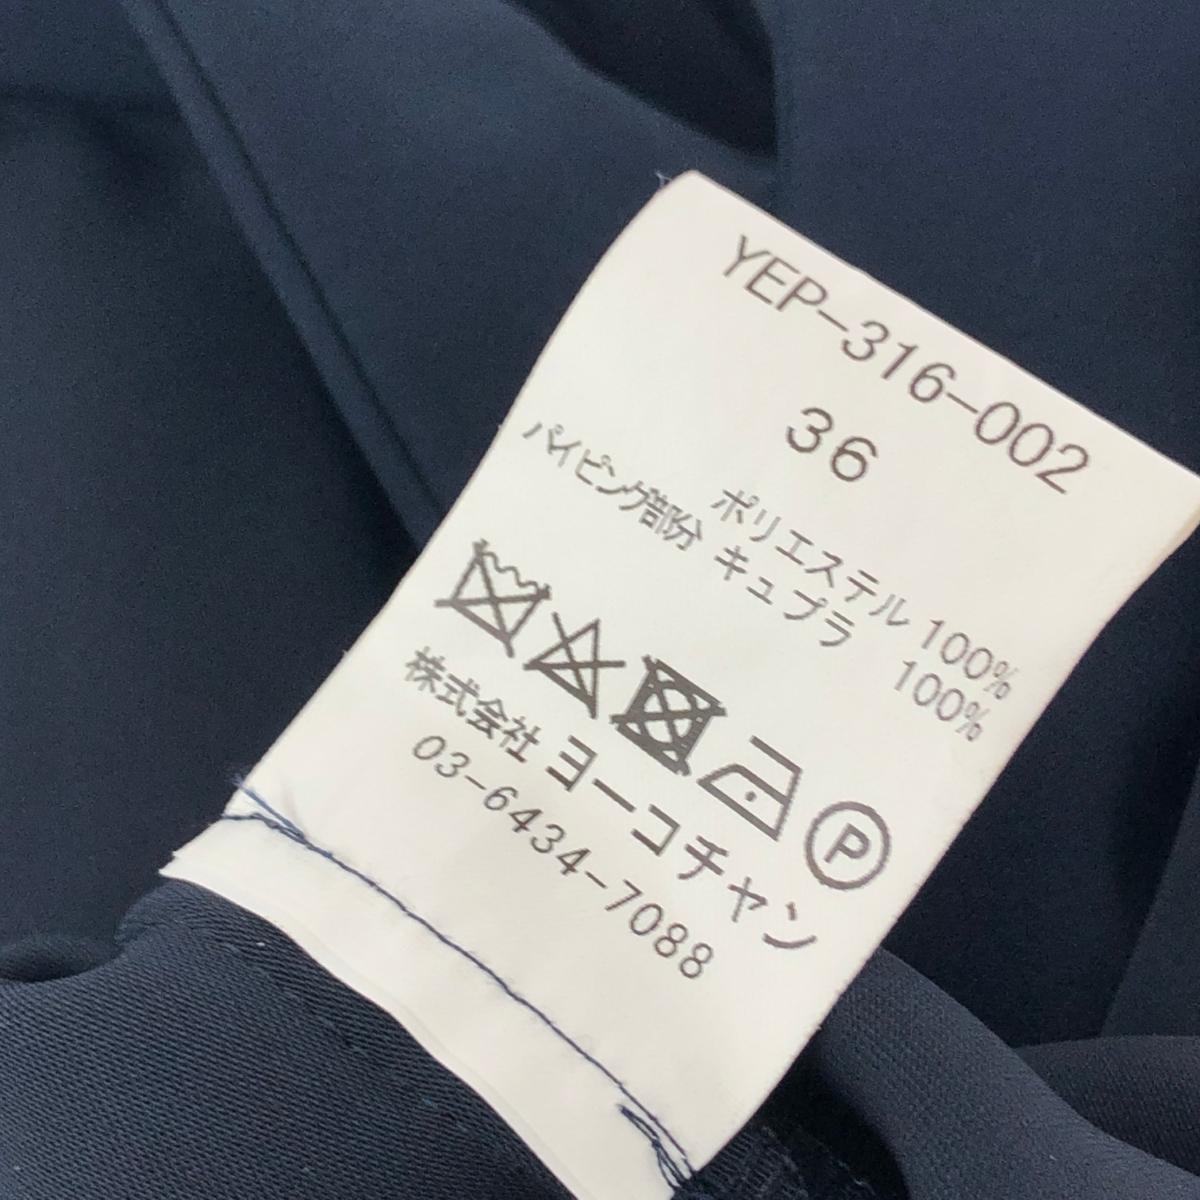 YEP-316-002
36
ポリエステル 100%
パイピング部分 キュプラ 100%
P
株式会社 ヨーコチャン
03-6434-7088